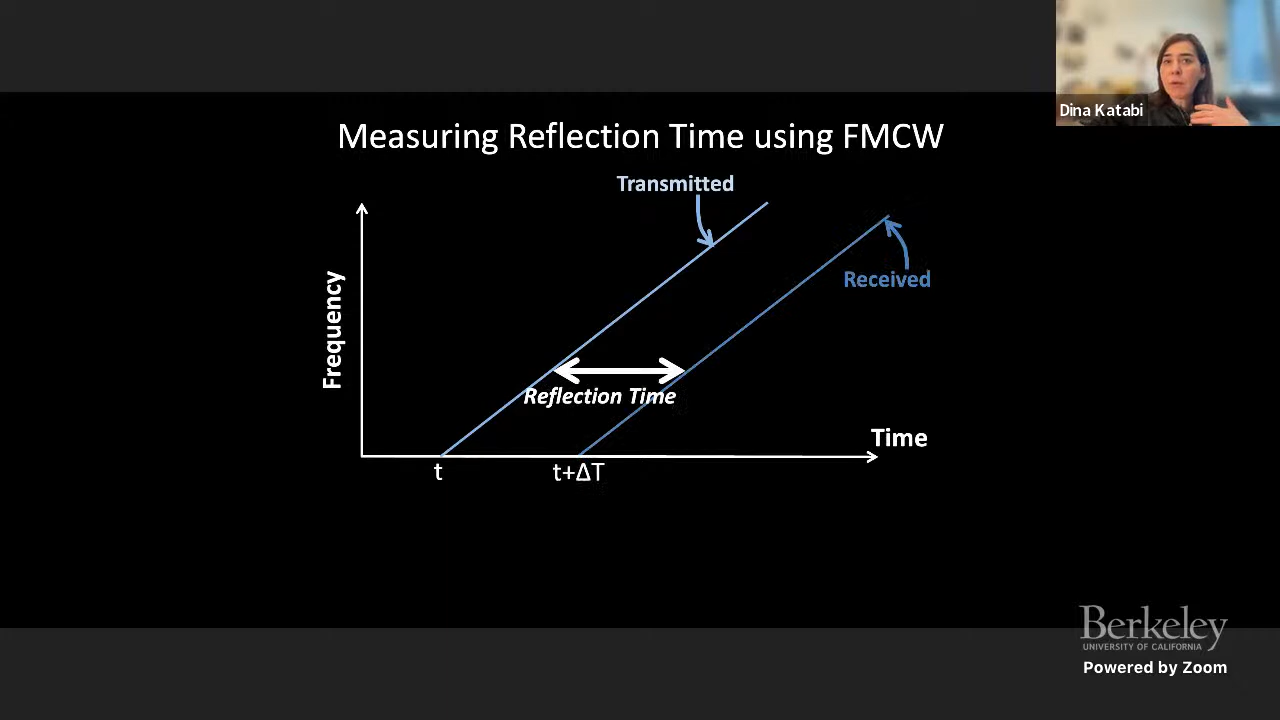 Dina Katabi
Measuring Reflection Time using FMCW
Transmitted
Received
Frequency
Reflection Time
Time
t
t+ΔT
Berkeley
UNIVERSITY OF CALIFORNIA
Powered by Zoom